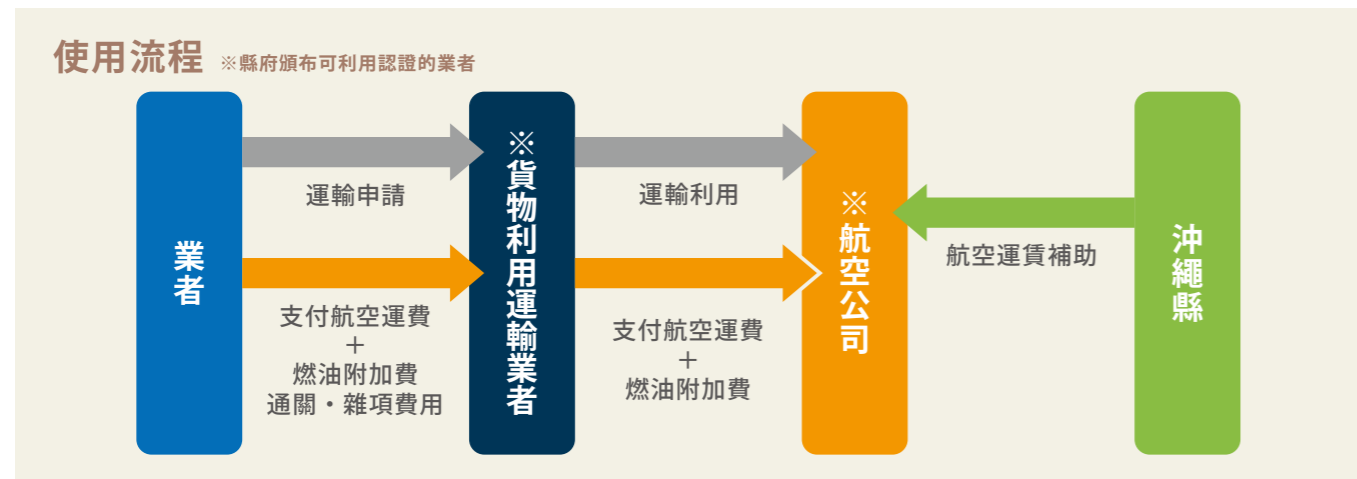 使用流程 ※縣府頒布可利用認證的業者
業者
運輸申請
支付航空運費
＋
燃油附加費
通關・雜項費用
※貨物利用運輸業者
運輸利用
支付航空運費
＋
燃油附加費
※航空公司
航空運賃補助
沖繩縣